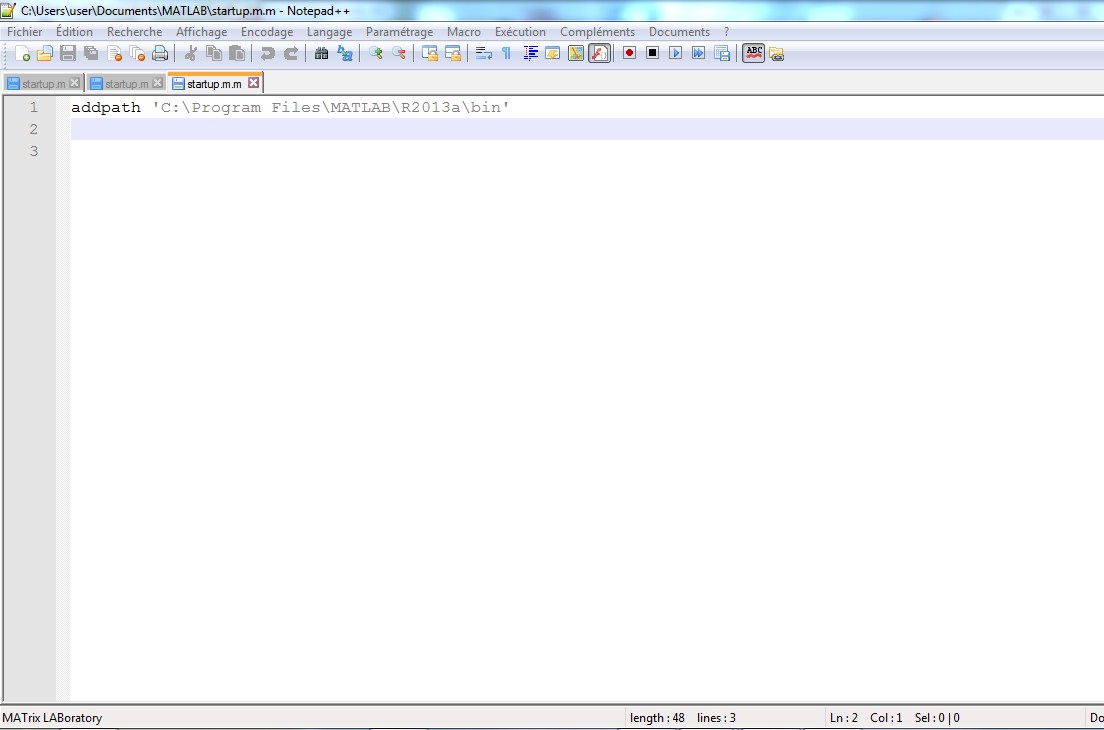 C:\Users\user\Documents\MATLAB\startup.m.m - Notepad++
Fichier Édition Recherche Affichage Encodage Langage Paramétrage Macro Exécution Compléments Documents ?
ABC
startup.m startup.m startup.m.m
1 addpath 'C:\Program Files\MATLAB\R2013a\bin'
2
3
MATrix LABoratory length : 48 lines : 3 Ln : 2 Col : 1 Sel : 0 | 0 Do